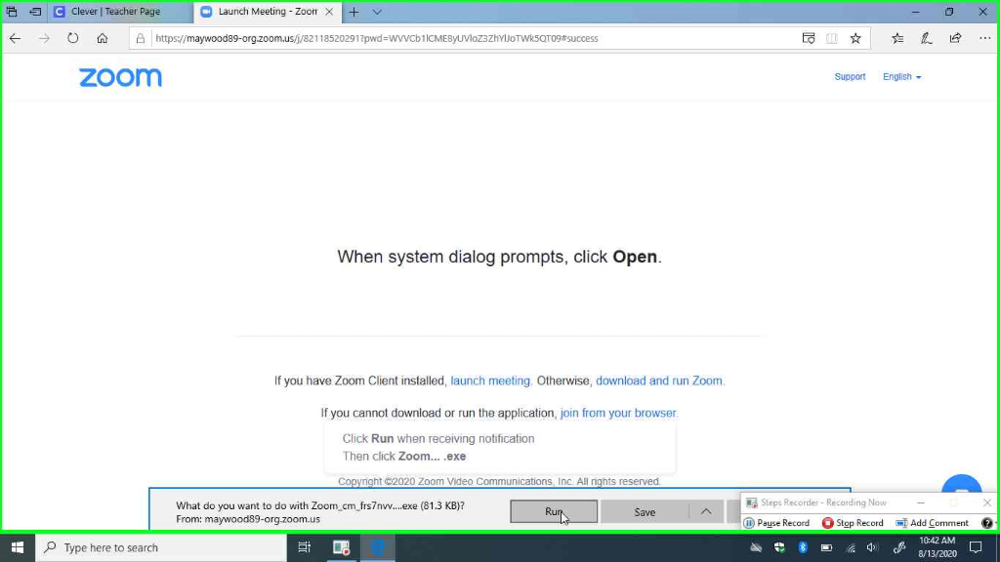 Clever | Teacher Page
Launch Meeting - Zoom
https://maywood89-org.zoom.us/j/82118520291?pwd=WVVCb1lCME8yUVloZ3ZhYlJoTWk5QT09#success
zoom
Support
English
When system dialog prompts, click Open.
If you have Zoom Client installed, launch meeting. Otherwise, download and run Zoom.
If you cannot download or run the application, join from your browser.
Click Run when receiving notification
Then click Zoom... .exe
Copyright ©2020 Zoom Video Communications, Inc. All rights reserved.
What do you want to do with Zoom_cm_frs7nvv....exe (81.3 KB)?
From: maywood89-org.zoom.us
Run
Save
Steps Recorder - Recording Now
Pause Record
Stop Record
Add Comment
Type here to search
10:42 AM
8/13/2020